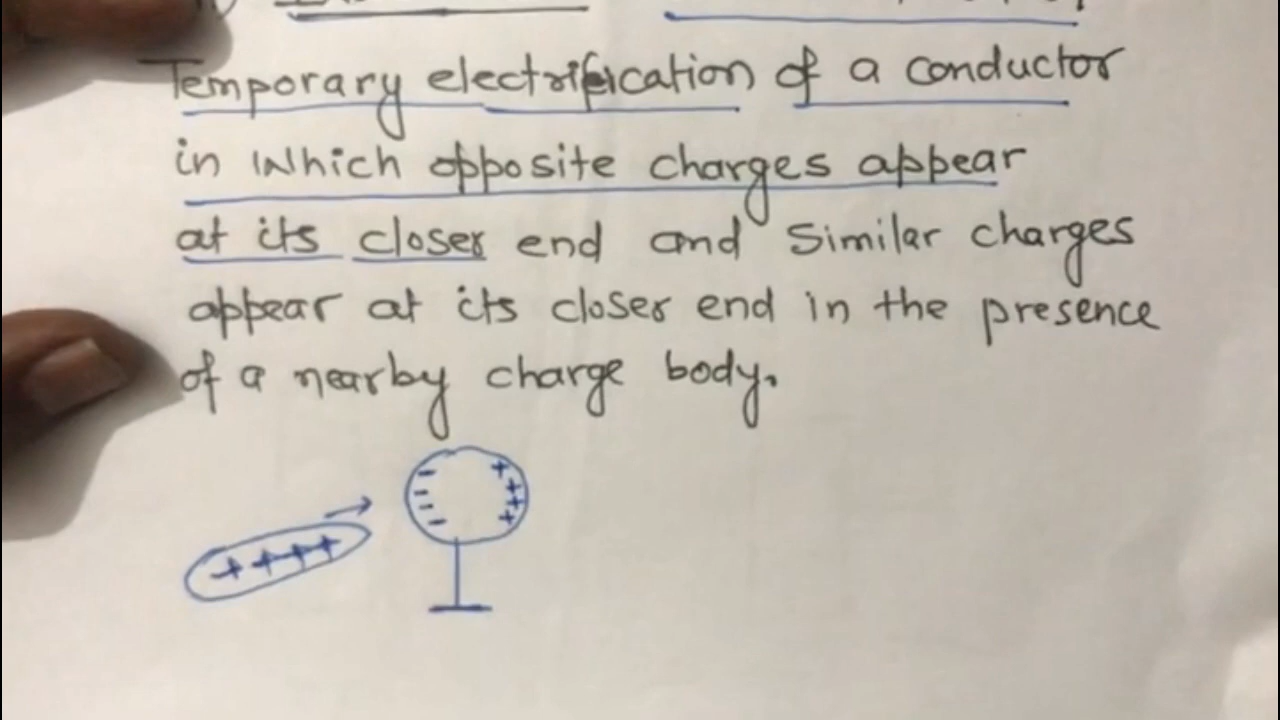 Temporary electrification of a conductor
in which opposite charges appear
at its closer end and similar charges
appear at its closer end in the presence
of a nearby charge body.
- - - - + + + +
+ + + +